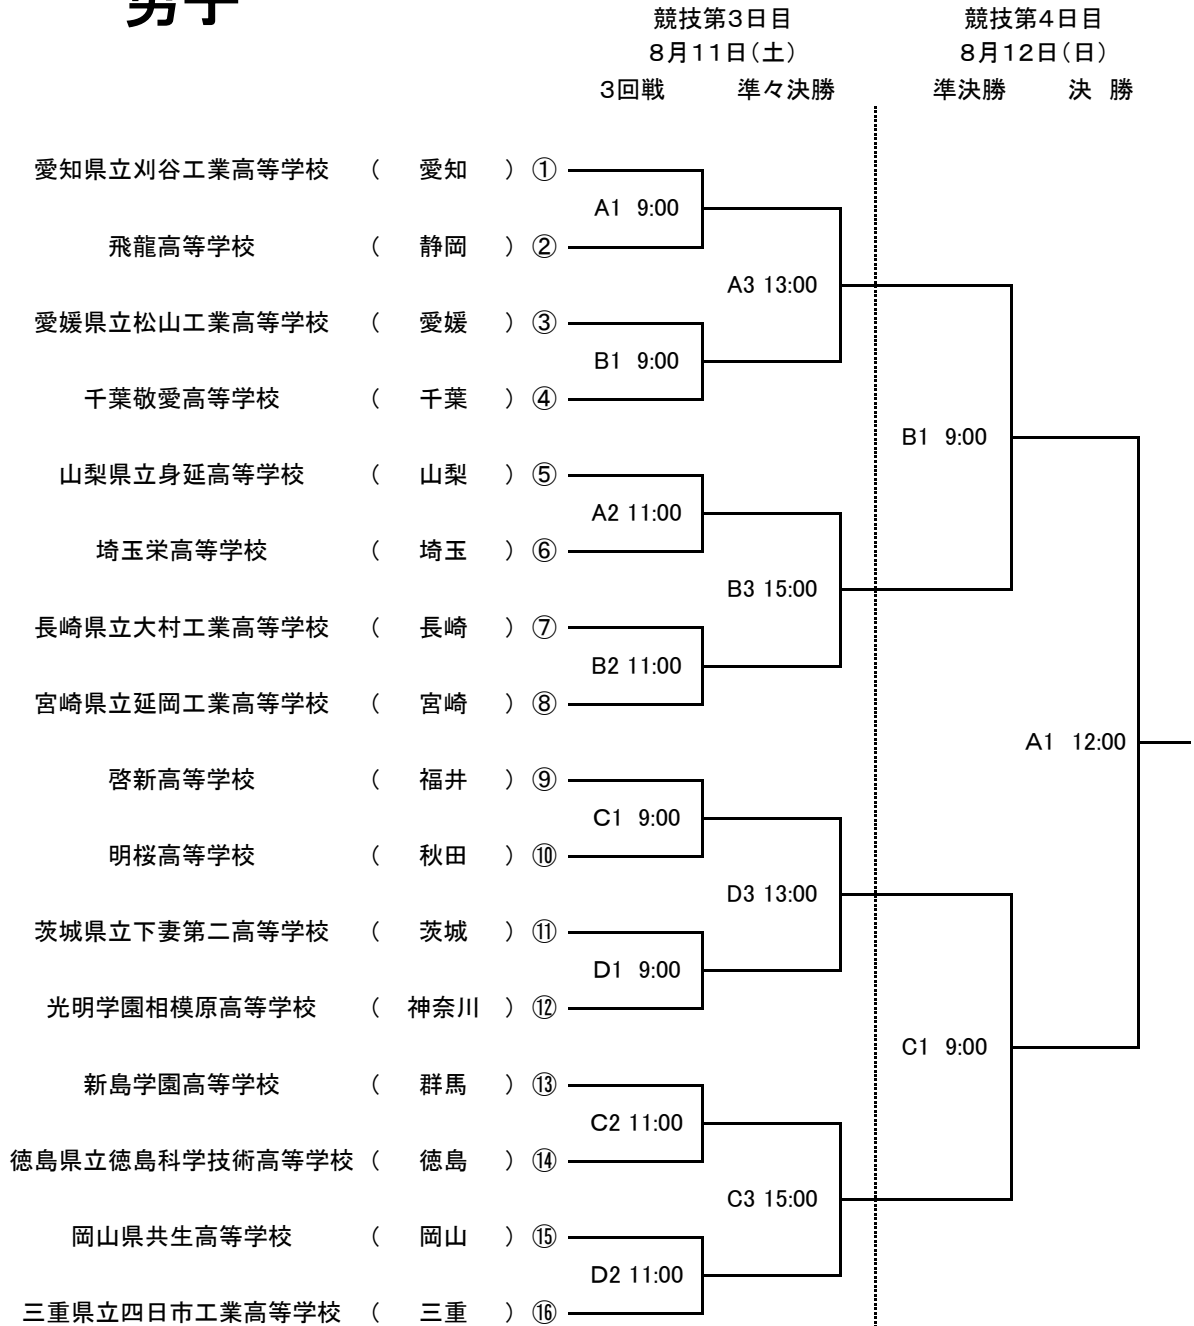 男子
競技第3日目 競技第4日目
8月11日(土) 8月12日(日)
3回戦 準々決勝 準決勝 決 勝
愛知県立刈谷工業高等学校 ( 愛知 ) ①
A1 9:00
飛龍高等学校 ( 静岡 ) ②
A3 13:00
愛媛県立松山工業高等学校 ( 愛媛 ) ③
B1 9:00
千葉敬愛高等学校 ( 千葉 ) ④
B1 9:00
山梨県立身延高等学校 ( 山梨 ) ⑤
A2 11:00
埼玉栄高等学校 ( 埼玉 ) ⑥
B3 15:00
長崎県立大村工業高等学校 ( 長崎 ) ⑦
B2 11:00
宮崎県立延岡工業高等学校 ( 宮崎 ) ⑧
A1 12:00
啓新高等学校 ( 福井 ) ⑨
C1 9:00
明桜高等学校 ( 秋田 ) ⑩
D3 13:00
茨城県立下妻第二高等学校 ( 茨城 ) ⑪
D1 9:00
光明学園相模原高等学校 ( 神奈川 ) ⑫
C1 9:00
新島学園高等学校 ( 群馬 ) ⑬
C2 11:00
徳島県立徳島科学技術高等学校 ( 徳島 ) ⑭
C3 15:00
岡山県共生高等学校 ( 岡山 ) ⑮
D2 11:00
三重県立四日市工業高等学校 ( 三重 ) ⑯